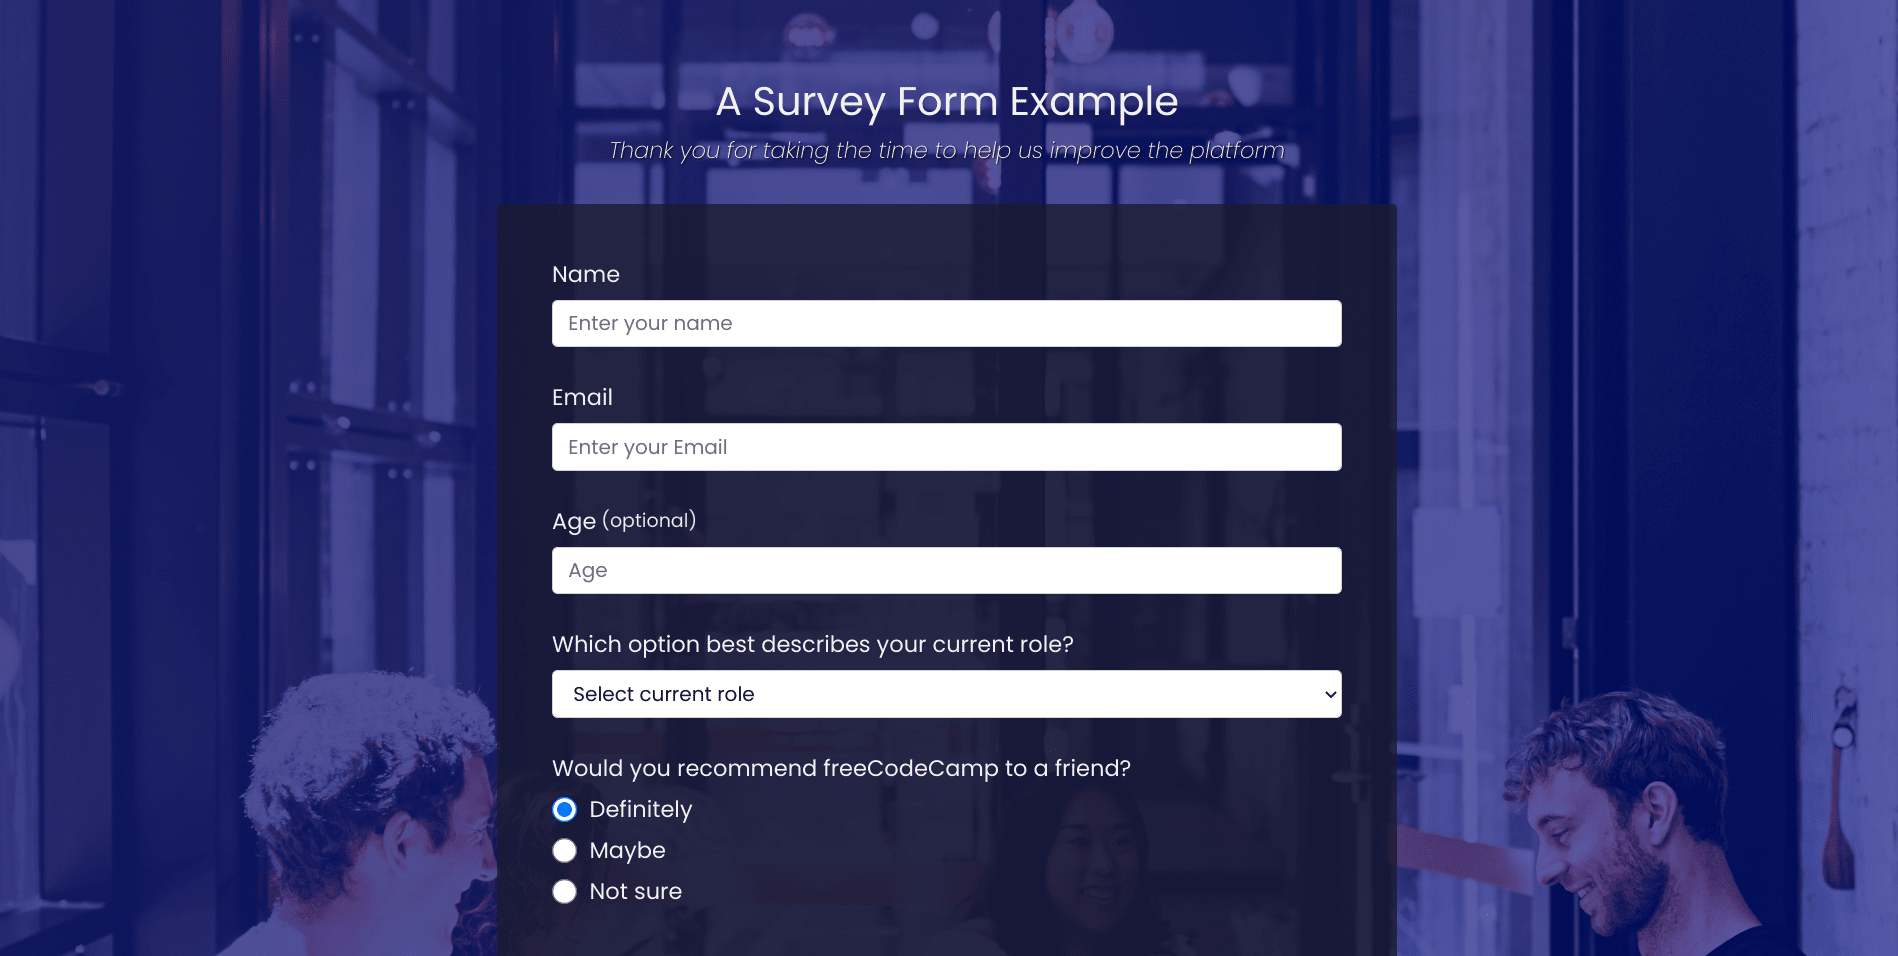 A Survey Form Example
Thank you for taking the time to help us improve the platform
Name
Enter your name
Email
Enter your Email
Age (optional)
Age
Which option best describes your current role?
Select current role
Would you recommend freeCodeCamp to a friend?
Definitely
Maybe
Not sure